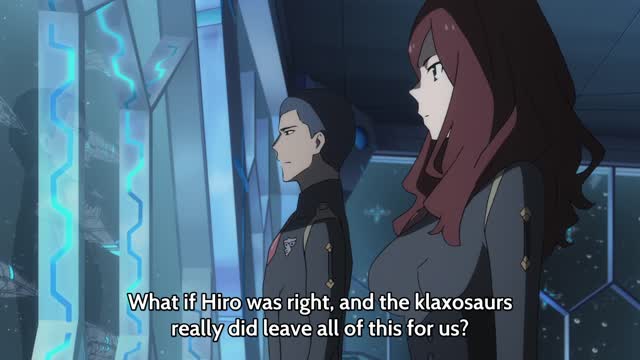 What if Hiro was right, and the klaxosaurs
really did leave all of this for us?